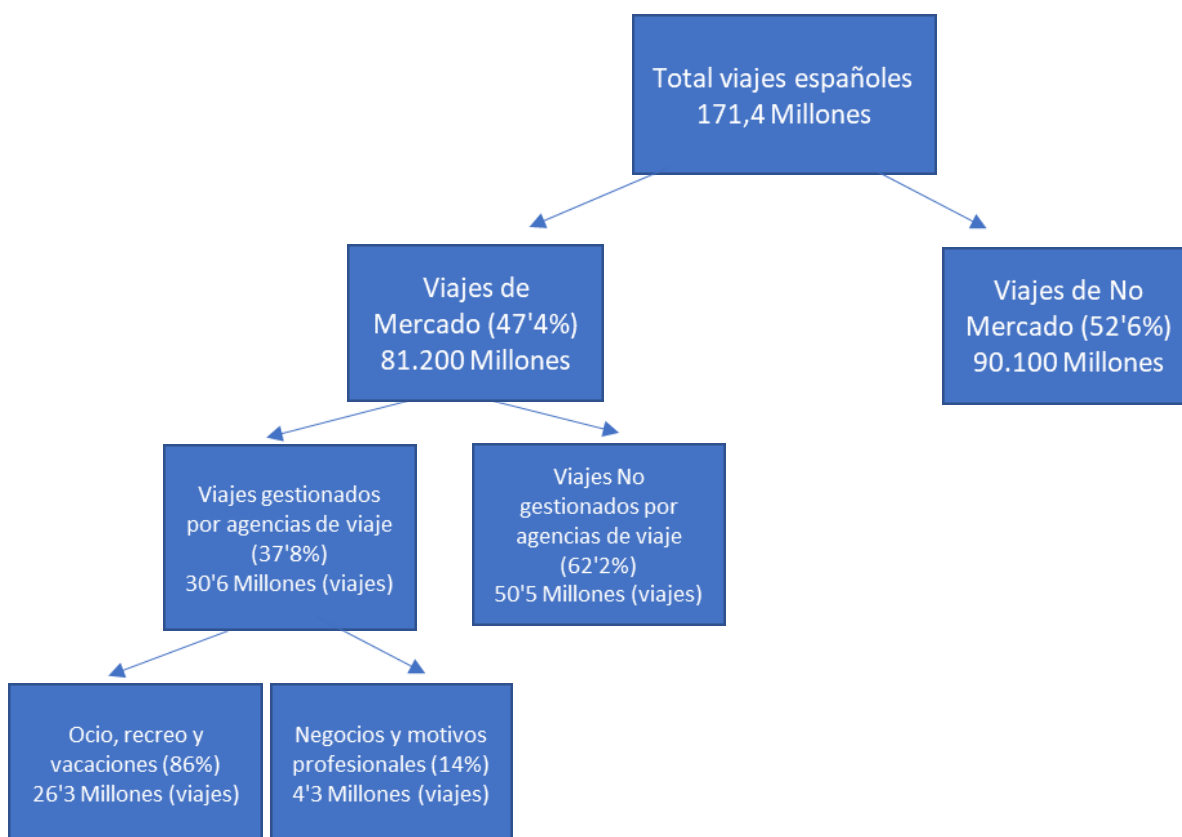 Total viajes españoles
171,4 Millones
Viajes de
Mercado (47'4%)
81.200 Millones
Viajes de No
Mercado (52'6%)
90.100 Millones
Viajes gestionados
por agencias de viaje
(37'8%)
30'6 Millones (viajes)
Viajes No
gestionados por
agencias de viaje
(62'2%)
50'5 Millones (viajes)
Ocio, recreo y
vacaciones (86%)
26'3 Millones (viajes)
Negocios y motivos
profesionales (14%)
4'3 Millones (viajes)